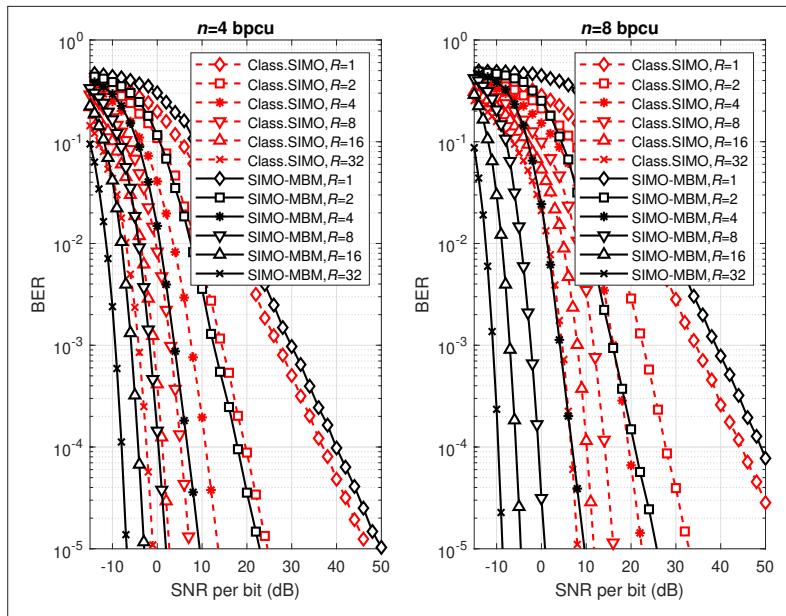 n=4 bpcu
10^0
10^-1
10^-2
10^-3
10^-4
10^-5
BER
-10 0 10 20 30 40 50
SNR per bit (dB)
Class.SIMO, R=1
Class.SIMO, R=2
Class.SIMO, R=4
Class.SIMO, R=8
Class.SIMO, R=16
Class.SIMO, R=32
SIMO-MBM, R=1
SIMO-MBM, R=2
SIMO-MBM, R=4
SIMO-MBM, R=8
SIMO-MBM, R=16
SIMO-MBM, R=32
n=8 bpcu
10^0
10^-1
10^-2
10^-3
10^-4
10^-5
BER
-10 0 10 20 30 40 50
SNR per bit (dB)
Class.SIMO, R=1
Class.SIMO, R=2
Class.SIMO, R=4
Class.SIMO, R=8
Class.SIMO, R=16
Class.SIMO, R=32
SIMO-MBM, R=1
SIMO-MBM, R=2
SIMO-MBM, R=4
SIMO-MBM, R=8
SIMO-MBM, R=16
SIMO-MBM, R=32